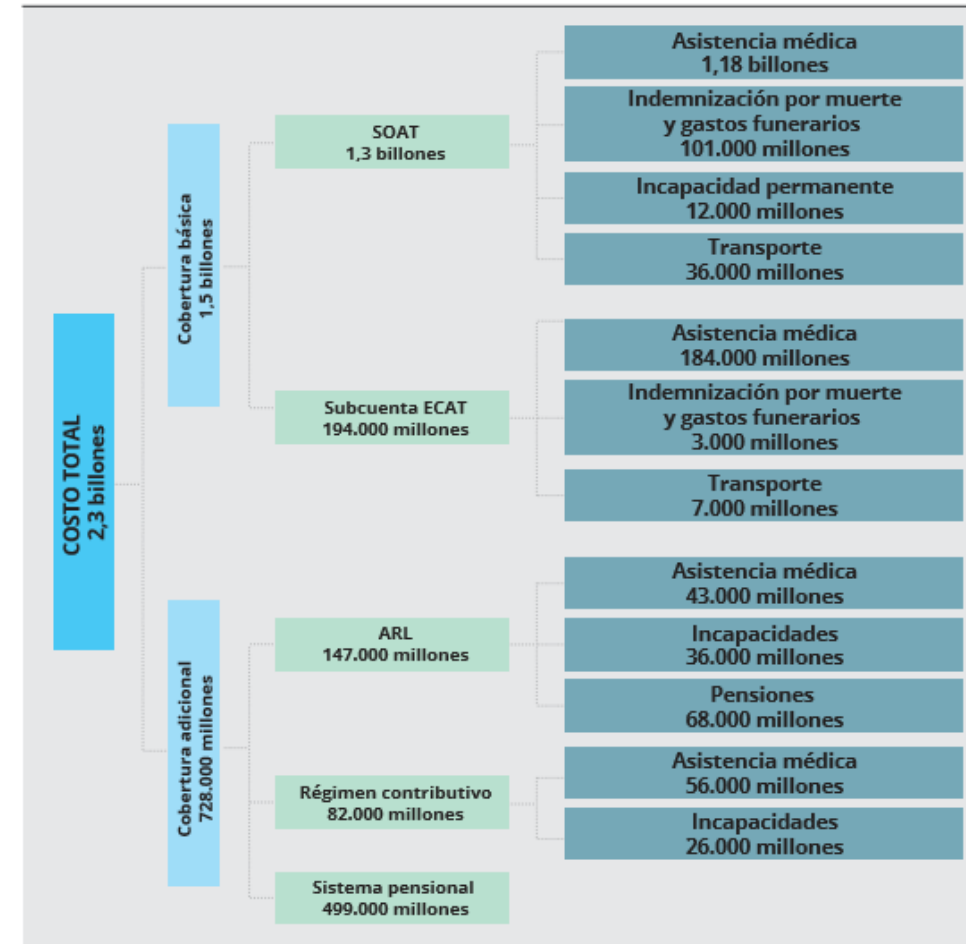 COSTO TOTAL
2,3 billones
Cobertura básica
1,5 billones
SOAT
1,3 billones
Asistencia médica
1,18 billones
Indemnización por muerte
y gastos funerarios
101.000 millones
Incapacidad permanente
12.000 millones
Transporte
36.000 millones
Subcuenta ECAT
194.000 millones
Asistencia médica
184.000 millones
Indemnización por muerte
y gastos funerarios
3.000 millones
Transporte
7.000 millones
Cobertura adicional
728.000 millones
ARL
147.000 millones
Asistencia médica
43.000 millones
Incapacidades
36.000 millones
Pensiones
68.000 millones
Régimen contributivo
82.000 millones
Asistencia médica
56.000 millones
Incapacidades
26.000 millones
Sistema pensional
499.000 millones